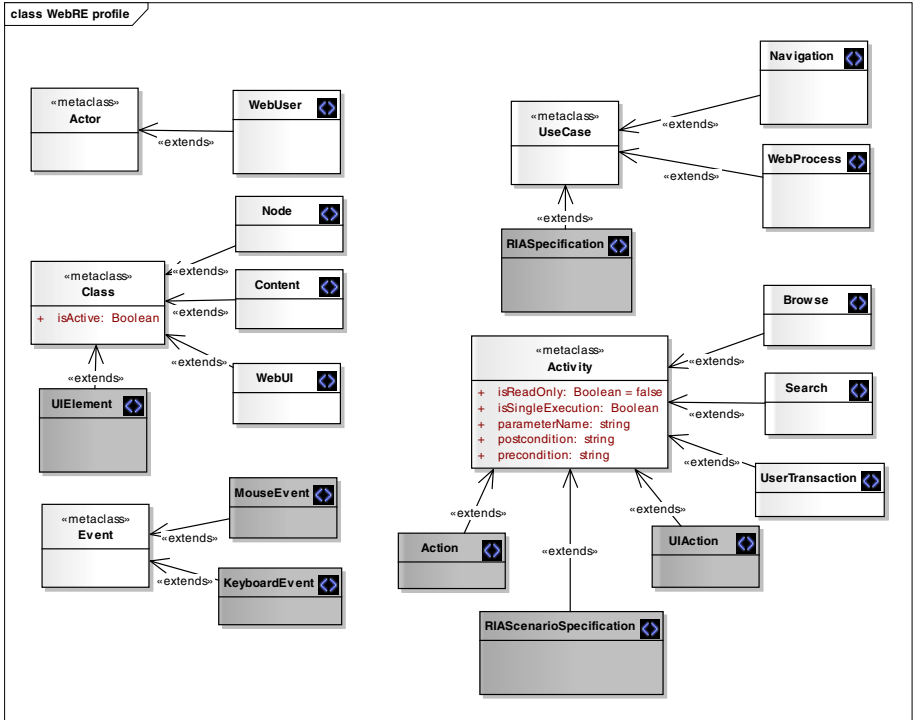 class WebRE profile
«metaclass»
Actor
WebUser
«extends»
Node
«extends»
«metaclass»
Class
+ isActive: Boolean
Content
«extends»
WebUI
«extends»
«extends»
UIElement
«metaclass»
Event
MouseEvent
«extends»
KeyboardEvent
«extends»
Navigation
«extends»
«metaclass»
UseCase
WebProcess
«extends»
«extends»
RIASpecification
Browse
«extends»
«metaclass»
Activity
+ isReadOnly: Boolean = false
+ isSingleExecution: Boolean
+ parameterName: string
+ postcondition: string
+ precondition: string
Search
«extends»
UserTransaction
«extends»
Action
«extends»
«extends»
UIAction
«extends»
RIAScenarioSpecification